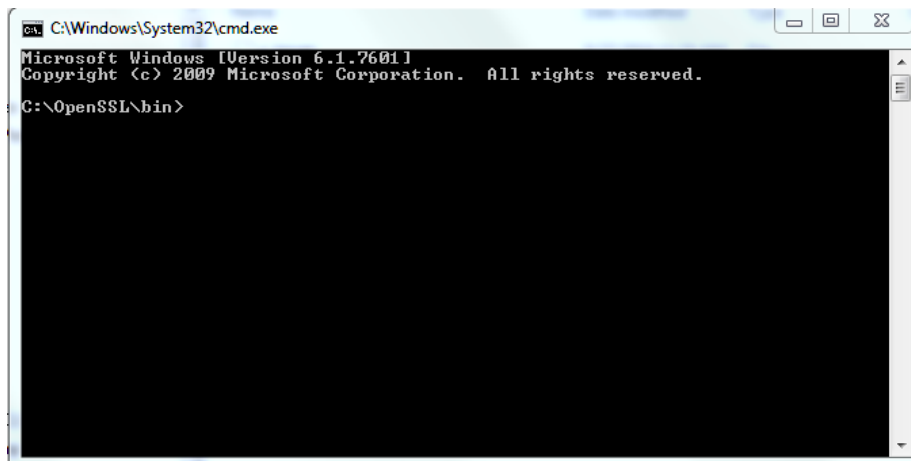 C:\Windows\System32\cmd.exe
Microsoft Windows [Version 6.1.7601]
Copyright (c) 2009 Microsoft Corporation.  All rights reserved.
C:\OpenSSL\bin>